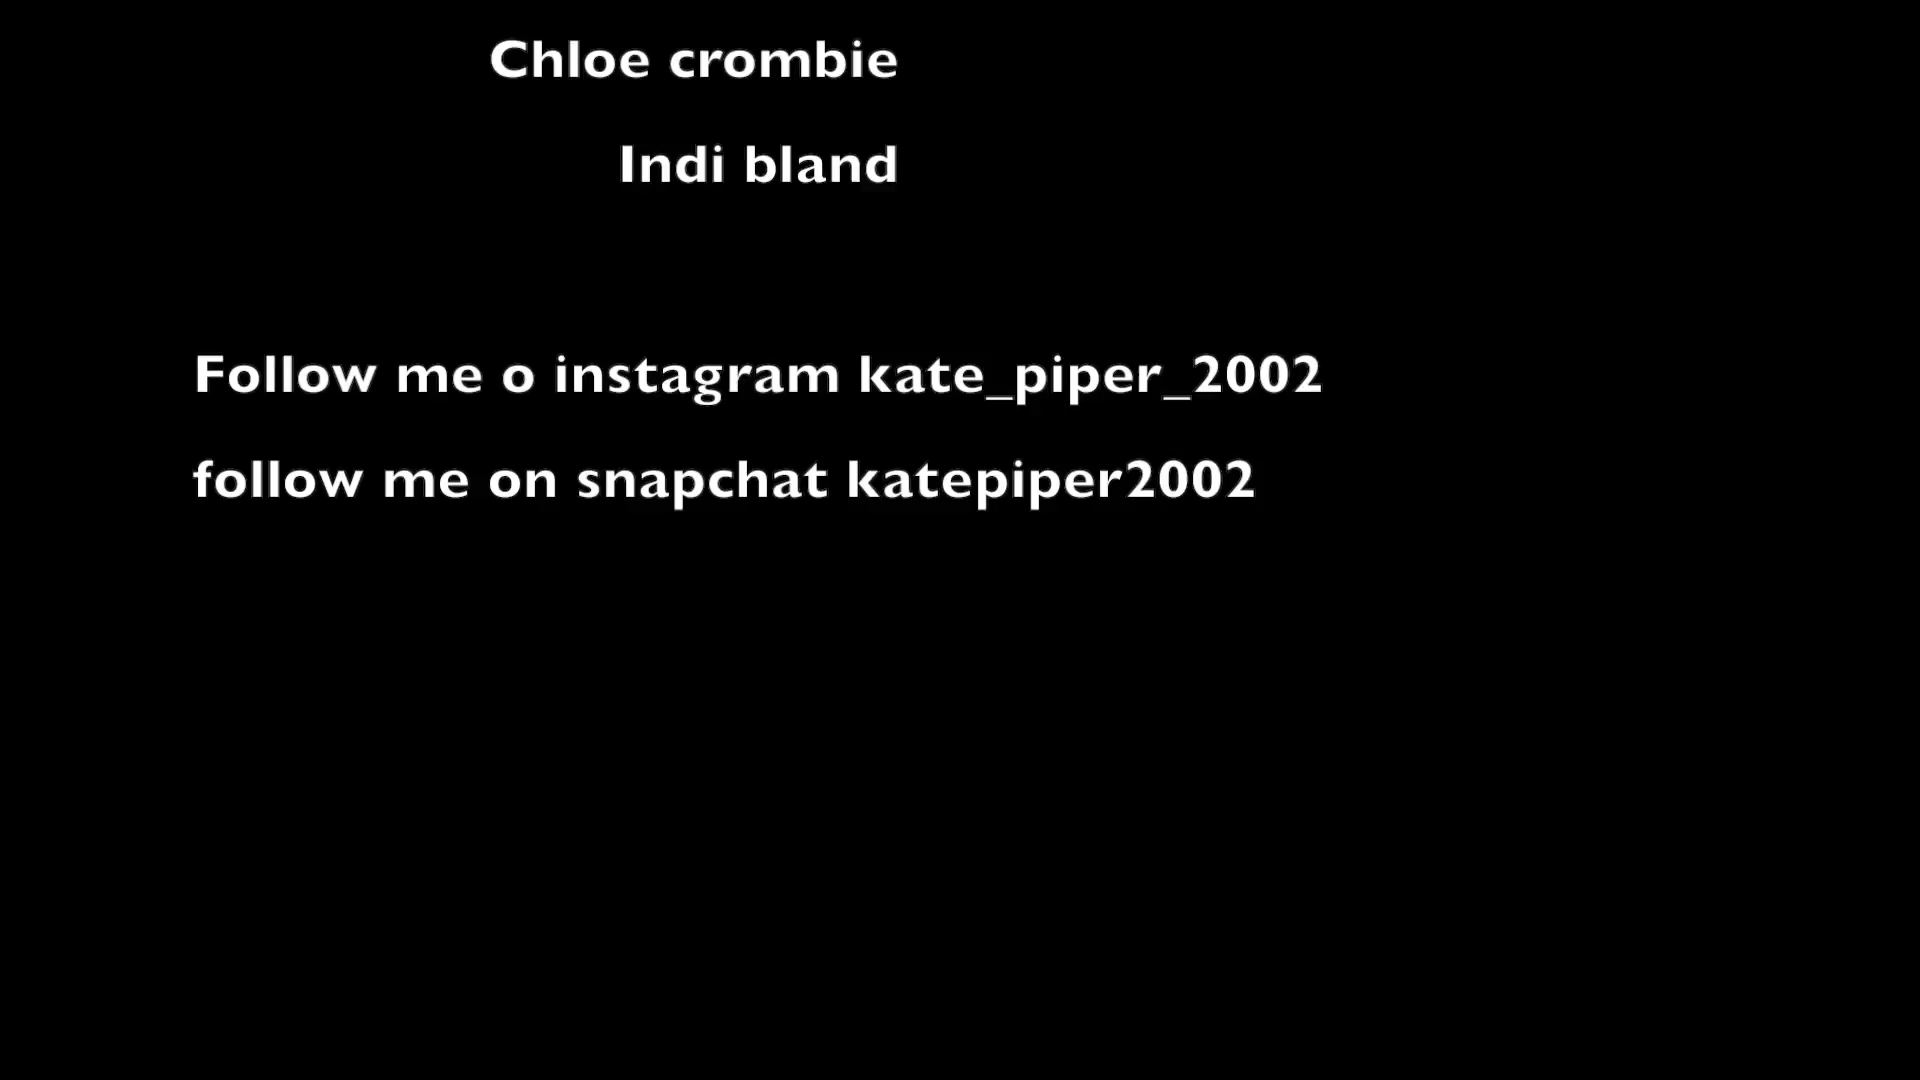 Chloe crombie
Indi bland
Follow me o instagram kate_piper_2002
follow me on snapchat katepiper2002